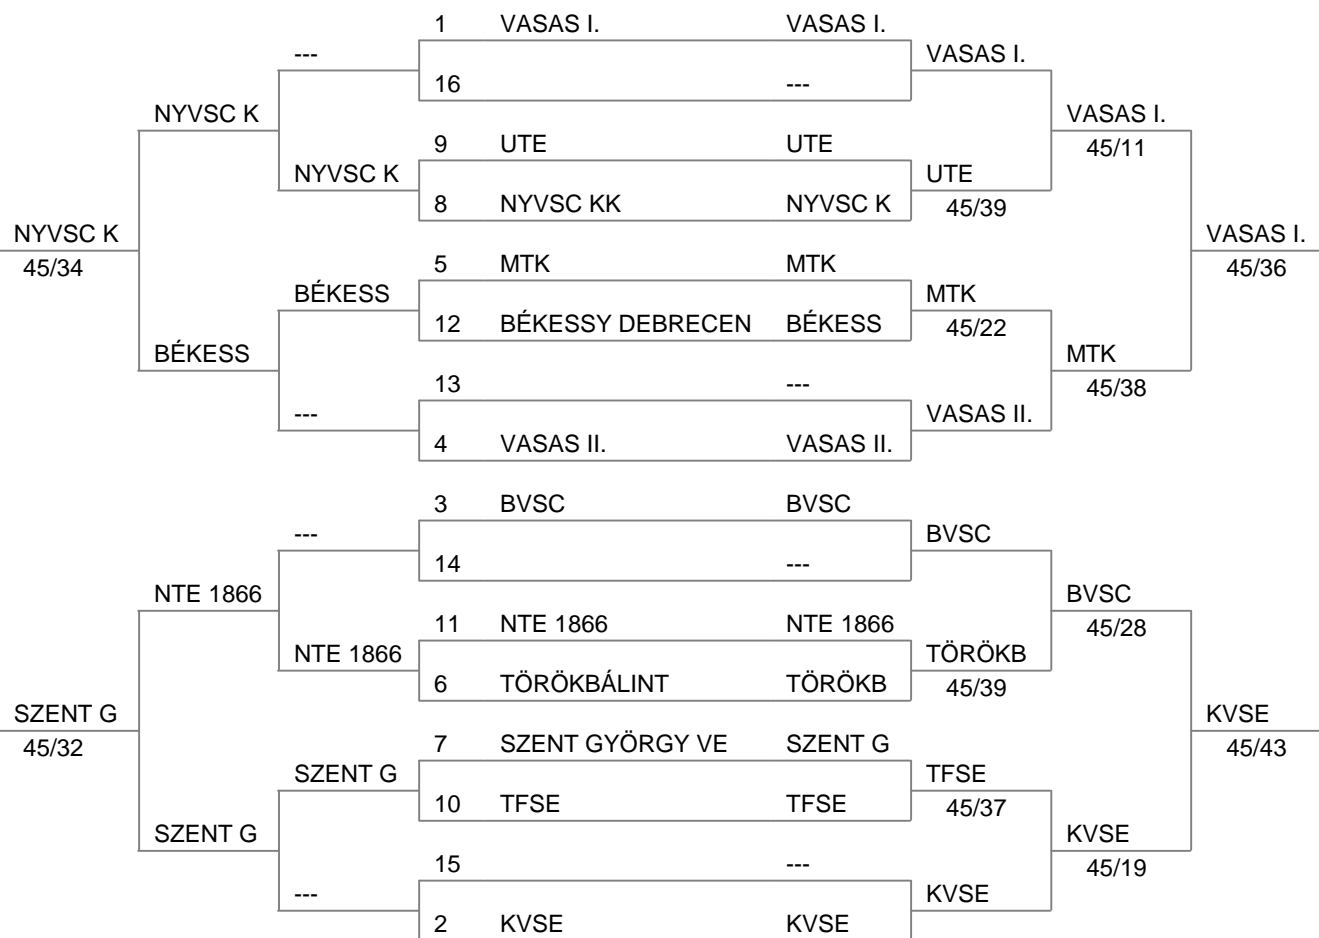 1 VASAS I. VASAS I.
--- VASAS I.
16 ---
NYVSC K VASAS I.
9 UTE UTE 45/11
NYVSC K UTE
8 NYVSC KK NYVSC K 45/39
NYVSC K VASAS I.
45/34 5 MTK MTK 45/36
BÉKESS MTK
12 BÉKESSY DEBRECEN BÉKESS 45/22
BÉKESS MTK
13 --- 45/38
--- VASAS II.
4 VASAS II. VASAS II.
3 BVSC BVSC
--- BVSC
14 ---
NTE 1866 BVSC
11 NTE 1866 NTE 1866 45/28
NTE 1866 TÖRÖKB
6 TÖRÖKBÁLINT TÖRÖKB 45/39
SZENT G KVSE
45/32 7 SZENT GYÖRGY VE SZENT G 45/43
SZENT G TFSE
10 TFSE TFSE 45/37
SZENT G KVSE
15 --- 45/19
--- KVSE
2 KVSE KVSE